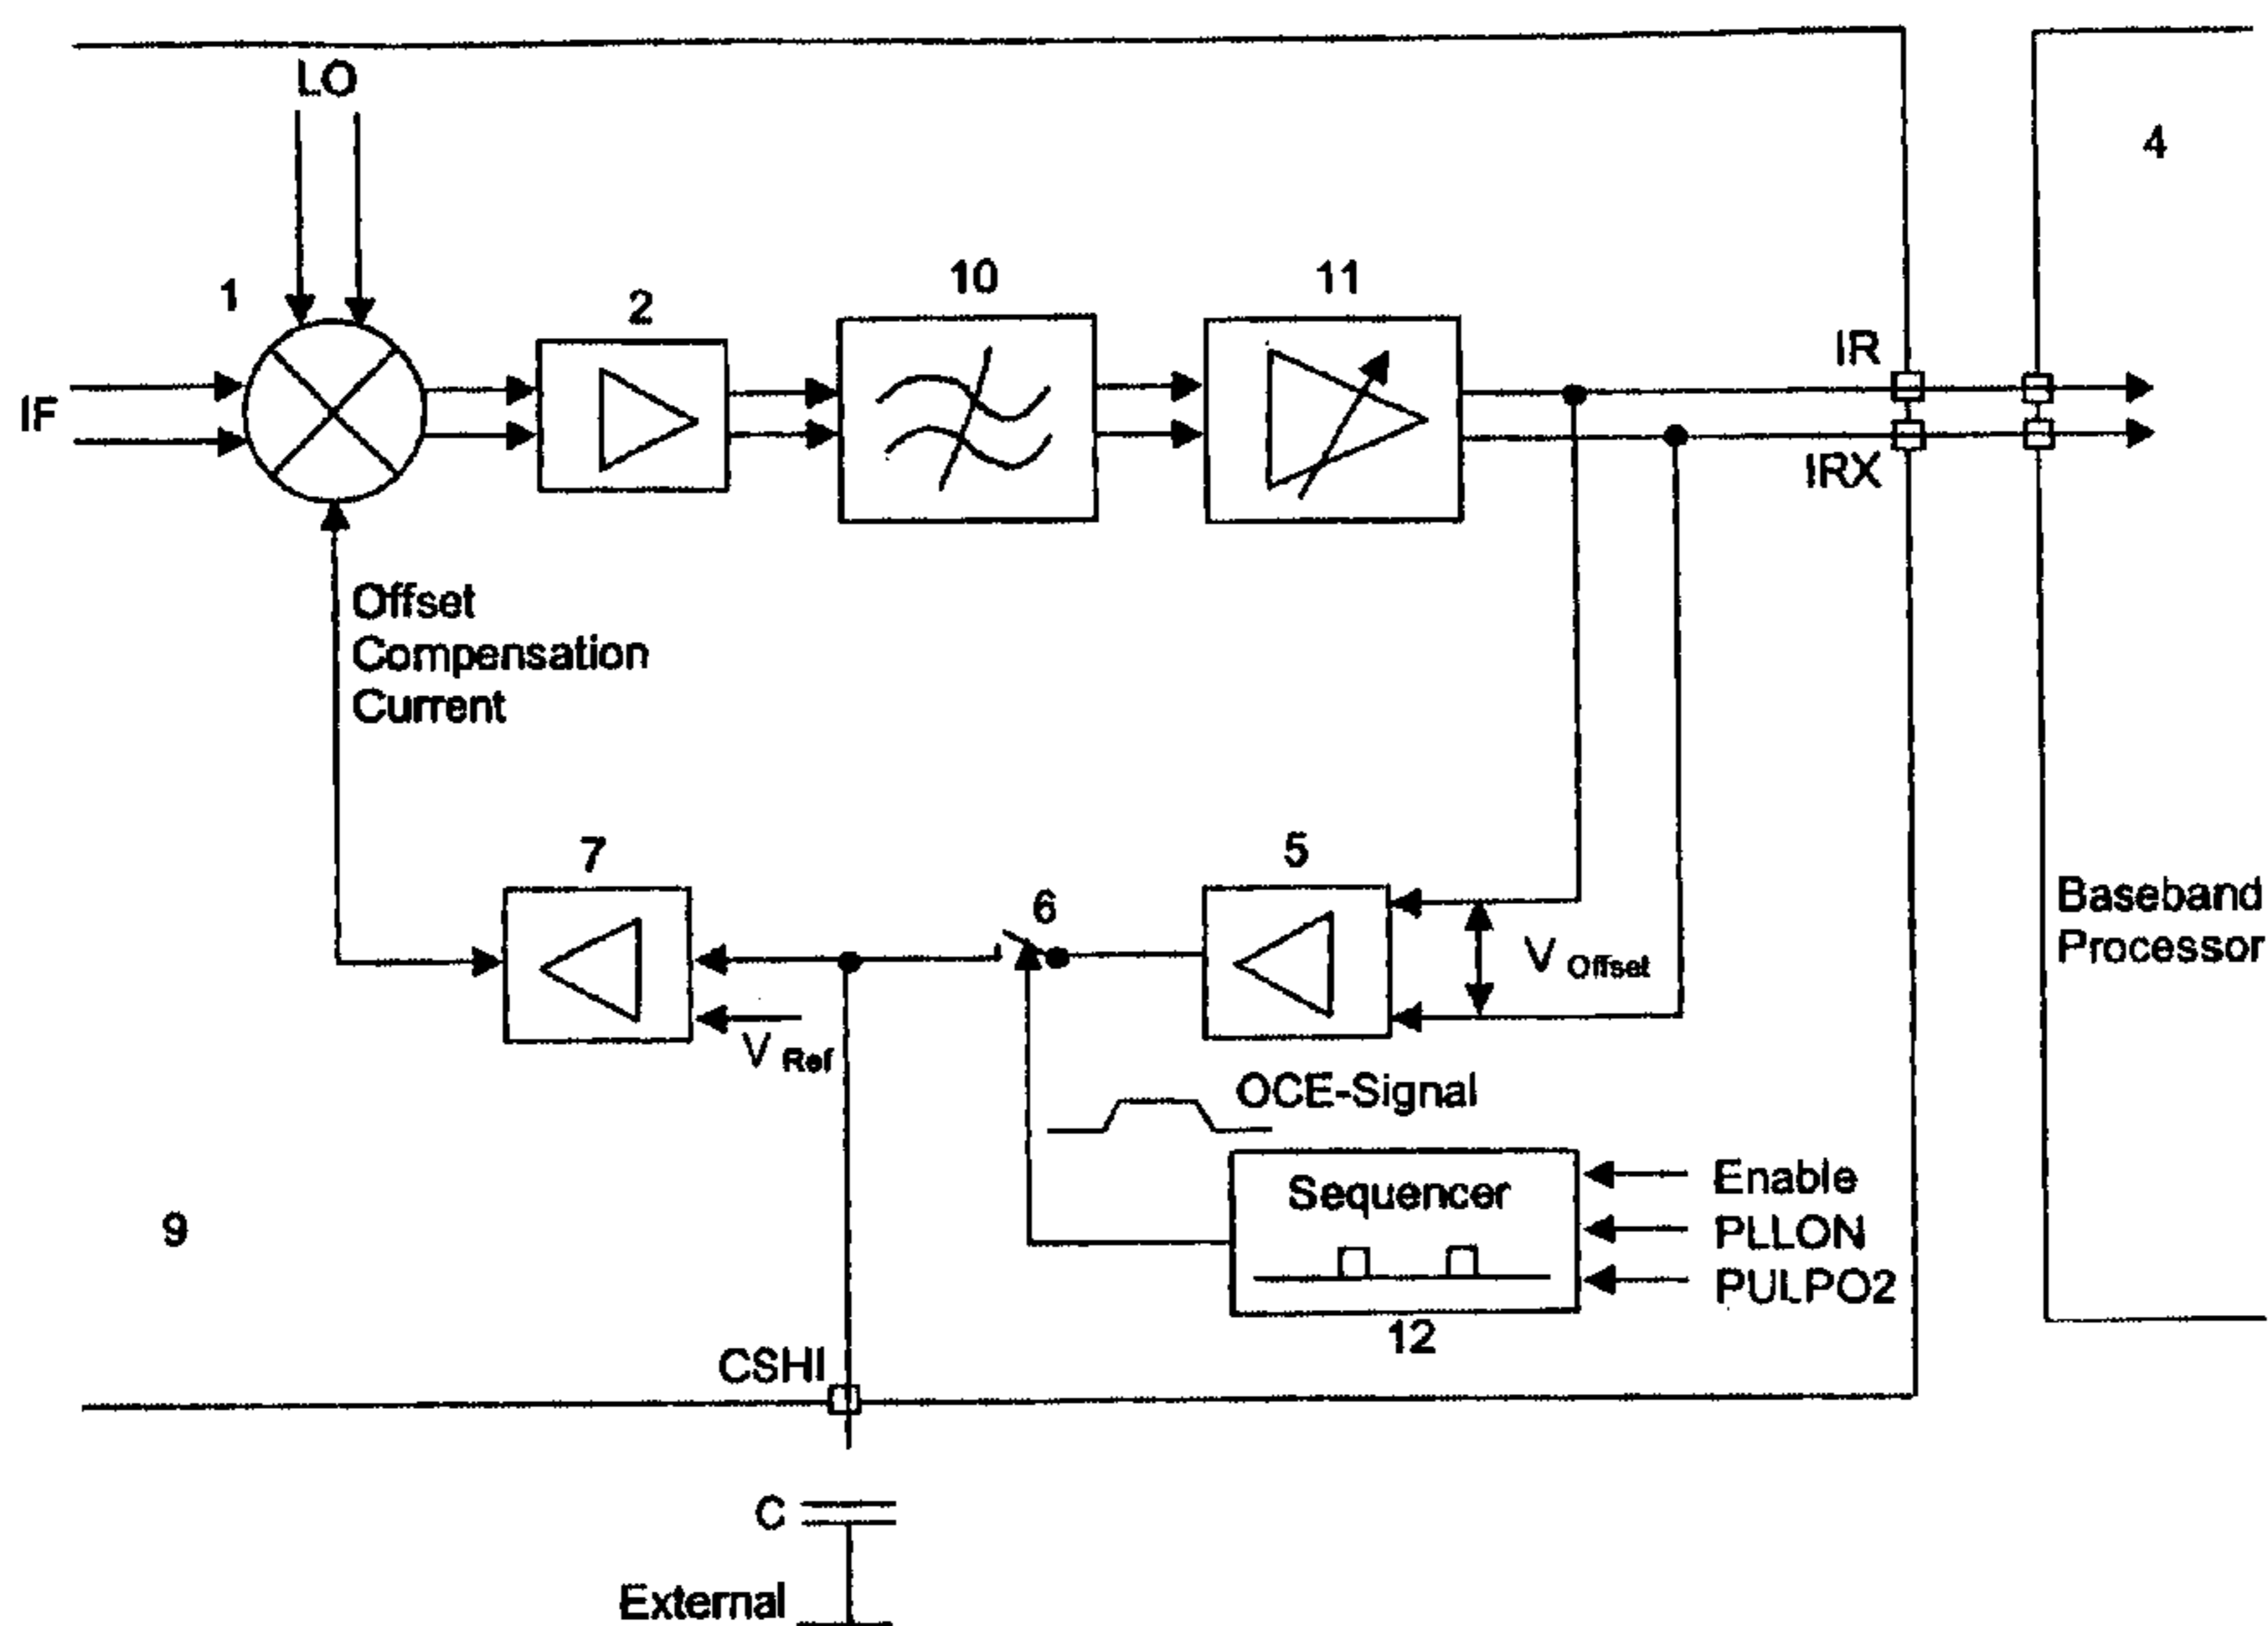 LO
4
1
2
10
11
IR
IF
IRX
Offset
Compensation
Current
7
6
5
V Offset
Baseband
Processor
V Ref
OCE-Signal
Sequencer
Enable
PLLON
PULPO2
9
12
CSHI
C
External